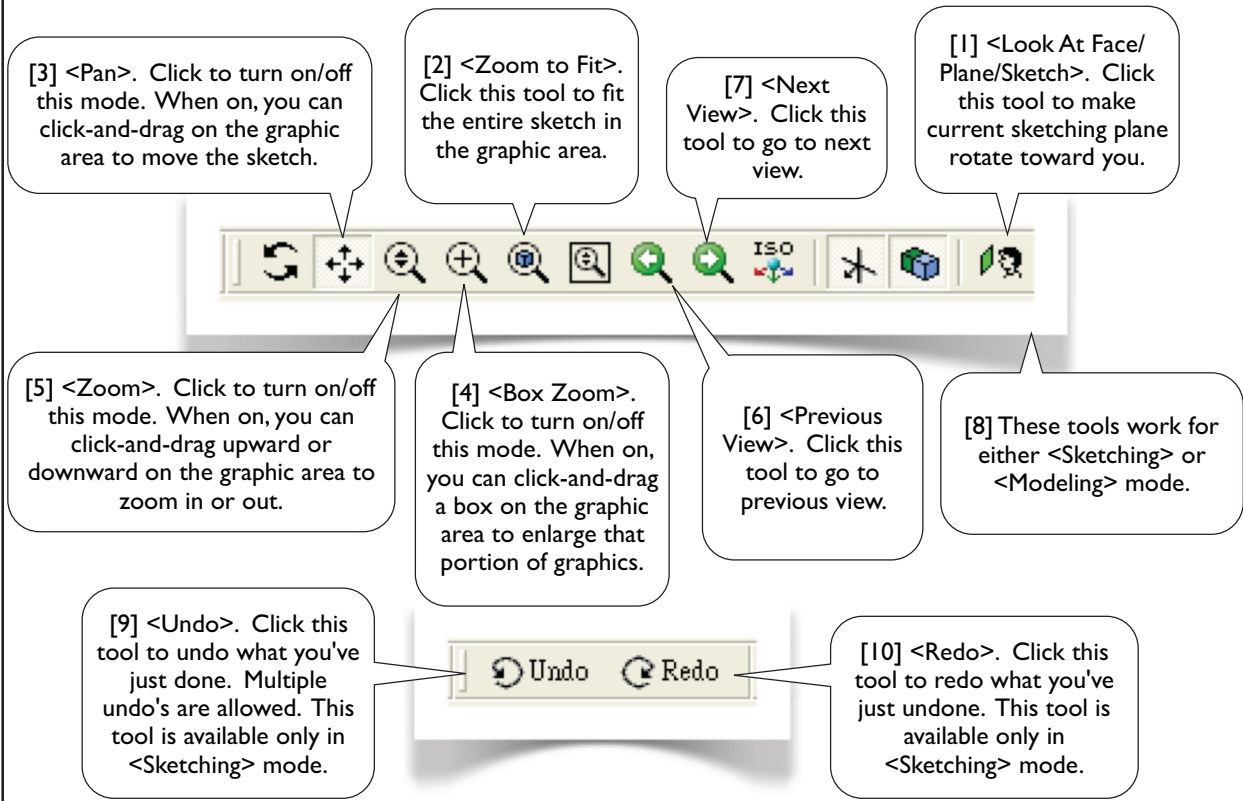 [3] <Pan>. Click to turn on/off
this mode. When on, you can
click-and-drag on the graphic
area to move the sketch.
[2] <Zoom to Fit>.
Click this tool to fit
the entire sketch in
the graphic area.
[7] <Next
View>. Click this
tool to go to next
view.
[1] <Look At Face/
Plane/Sketch>. Click
this tool to make
current sketching plane
rotate toward you.
ISO
[5] <Zoom>. Click to turn on/off
this mode. When on, you can
click-and-drag upward or
downward on the graphic area to
zoom in or out.
[4] <Box Zoom>.
Click to turn on/off
this mode. When on,
you can click-and-drag
a box on the graphic
area to enlarge that
portion of graphics.
[6] <Previous
View>. Click this
tool to go to
previous view.
[8] These tools work for
either <Sketching> or
<Modeling> mode.
[9] <Undo>. Click this
tool to undo what you've
just done. Multiple
undo's are allowed. This
tool is available only in
<Sketching> mode.
Undo Redo
[10] <Redo>. Click this
tool to redo what you've
just undone. This tool is
available only in
<Sketching> mode.